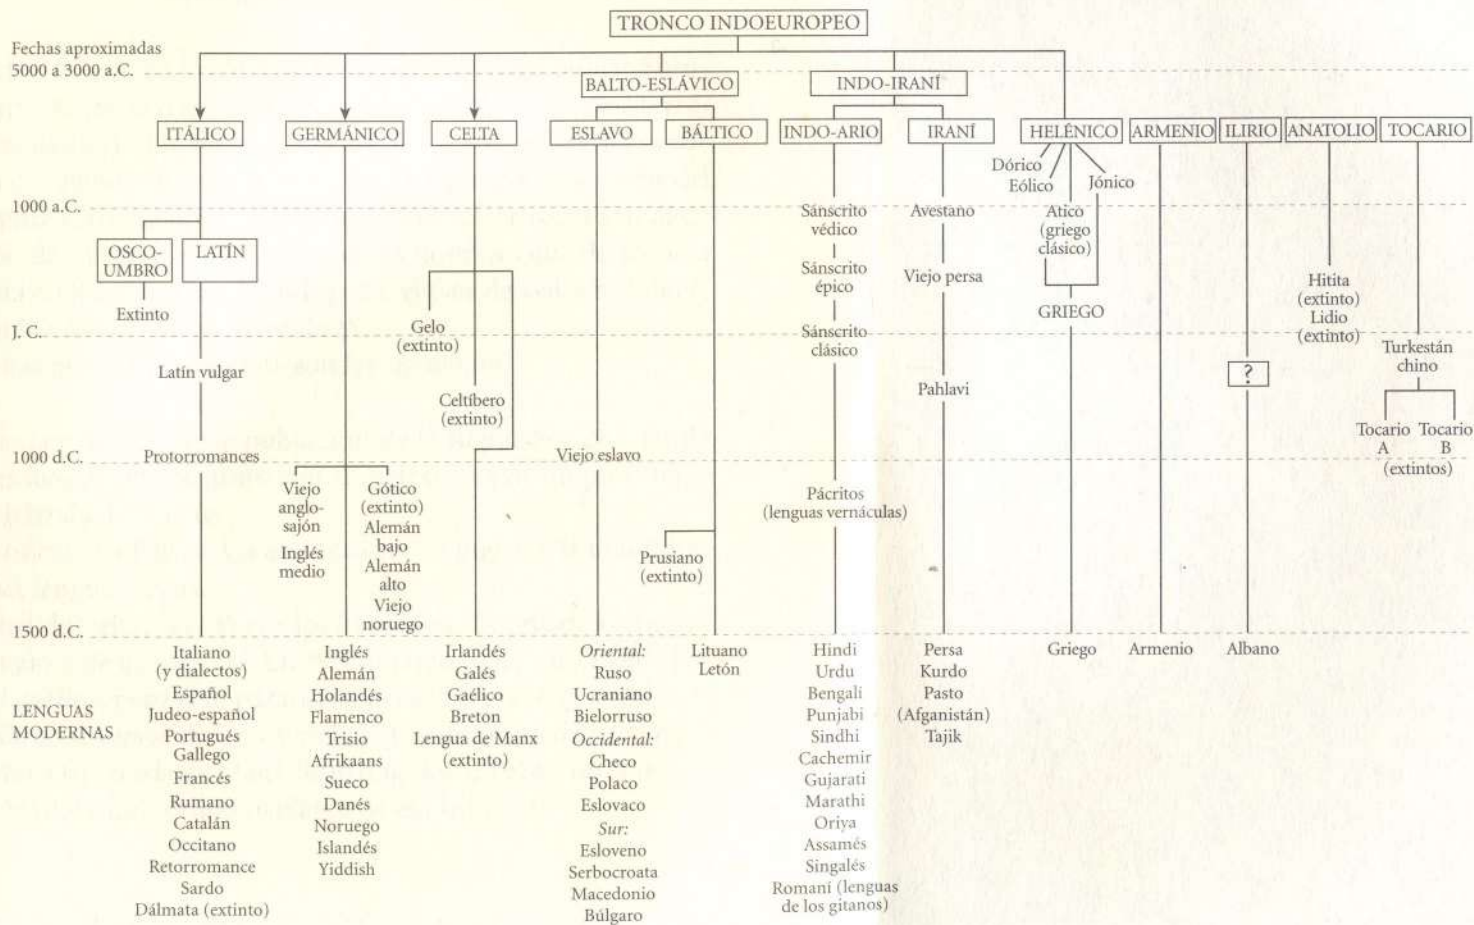 TRONCO INDOEUROPEO
Fechas aproximadas
5000 a 3000 a.C.
BALTO-ESLÁVICO
INDO-IRANÍ
ITÁLICO
GERMÁNICO
CELTA
ESLAVO
BÁLTICO
INDO-ARIO
IRANÍ
HELÉNICO
ARMENIO
ILIRIO
ANATOLIO
TOCARIO
Dórico
Eólico
Jónico
1000 a.C.
OSCO-
UMBRO
LATÍN
Sánscrito
védico
Avestano
Atico
(griego
clásico)
Sánscrito
épico
Viejo persa
Hitita
(extinto)
Lidio
(extinto)
Extinto
Gelo
(extinto)
GRIEGO
J. C.
Sánscrito
clásico
Turkestán
chino
Latín vulgar
?
Celtíbero
(extinto)
Pahlavi
Tocario
A
Tocario
B
(extintos)
1000 d.C.
Protorromances
Viejo eslavo
Viejo
anglo-
sajón
Inglés
medio
Gótico
(extinto)
Alemán
bajo
Alemán
alto
Viejo
noruego
Pácritos
(lenguas vernáculas)
Prusiano
(extinto)
1500 d.C.
LENGUAS
MODERNAS
Italiano
(y dialectos)
Español
Judeo-español
Portugués
Gallego
Francés
Rumano
Catalán
Occitano
Retorromance
Sardo
Dálmata (extinto)
Inglés
Alemán
Holandés
Flamenco
Trisio
Afrikaans
Sueco
Danés
Noruego
Islandés
Yiddish
Irlandés
Galés
Gaélico
Breton
Lengua de Manx
(extinto)
Oriental:
Ruso
Ucraniano
Bielorruso
Occidental:
Checo
Polaco
Eslovaco
Sur:
Esloveno
Serbocroata
Macedonio
Búlgaro
Lituano
Letón
Hindi
Urdu
Bengali
Punjabi
Sindhi
Cachemir
Gujarati
Marathi
Oriya
Assamés
Singalés
Romaní (lenguas
de los gitanos)
Persa
Kurdo
Pasto
(Afganistán)
Tajik
Griego
Armenio
Albano